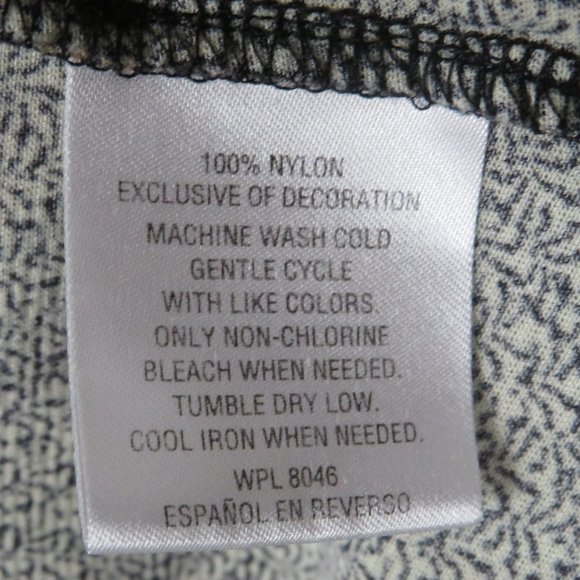 100% NYLON
EXCLUSIVE OF DECORATION
MACHINE WASH COLD
GENTLE CYCLE
WITH LIKE COLORS.
ONLY NON-CHLORINE
BLEACH WHEN NEEDED.
TUMBLE DRY LOW.
COOL IRON WHEN NEEDED.
WPL 8046
ESPAÑOL EN REVERSO